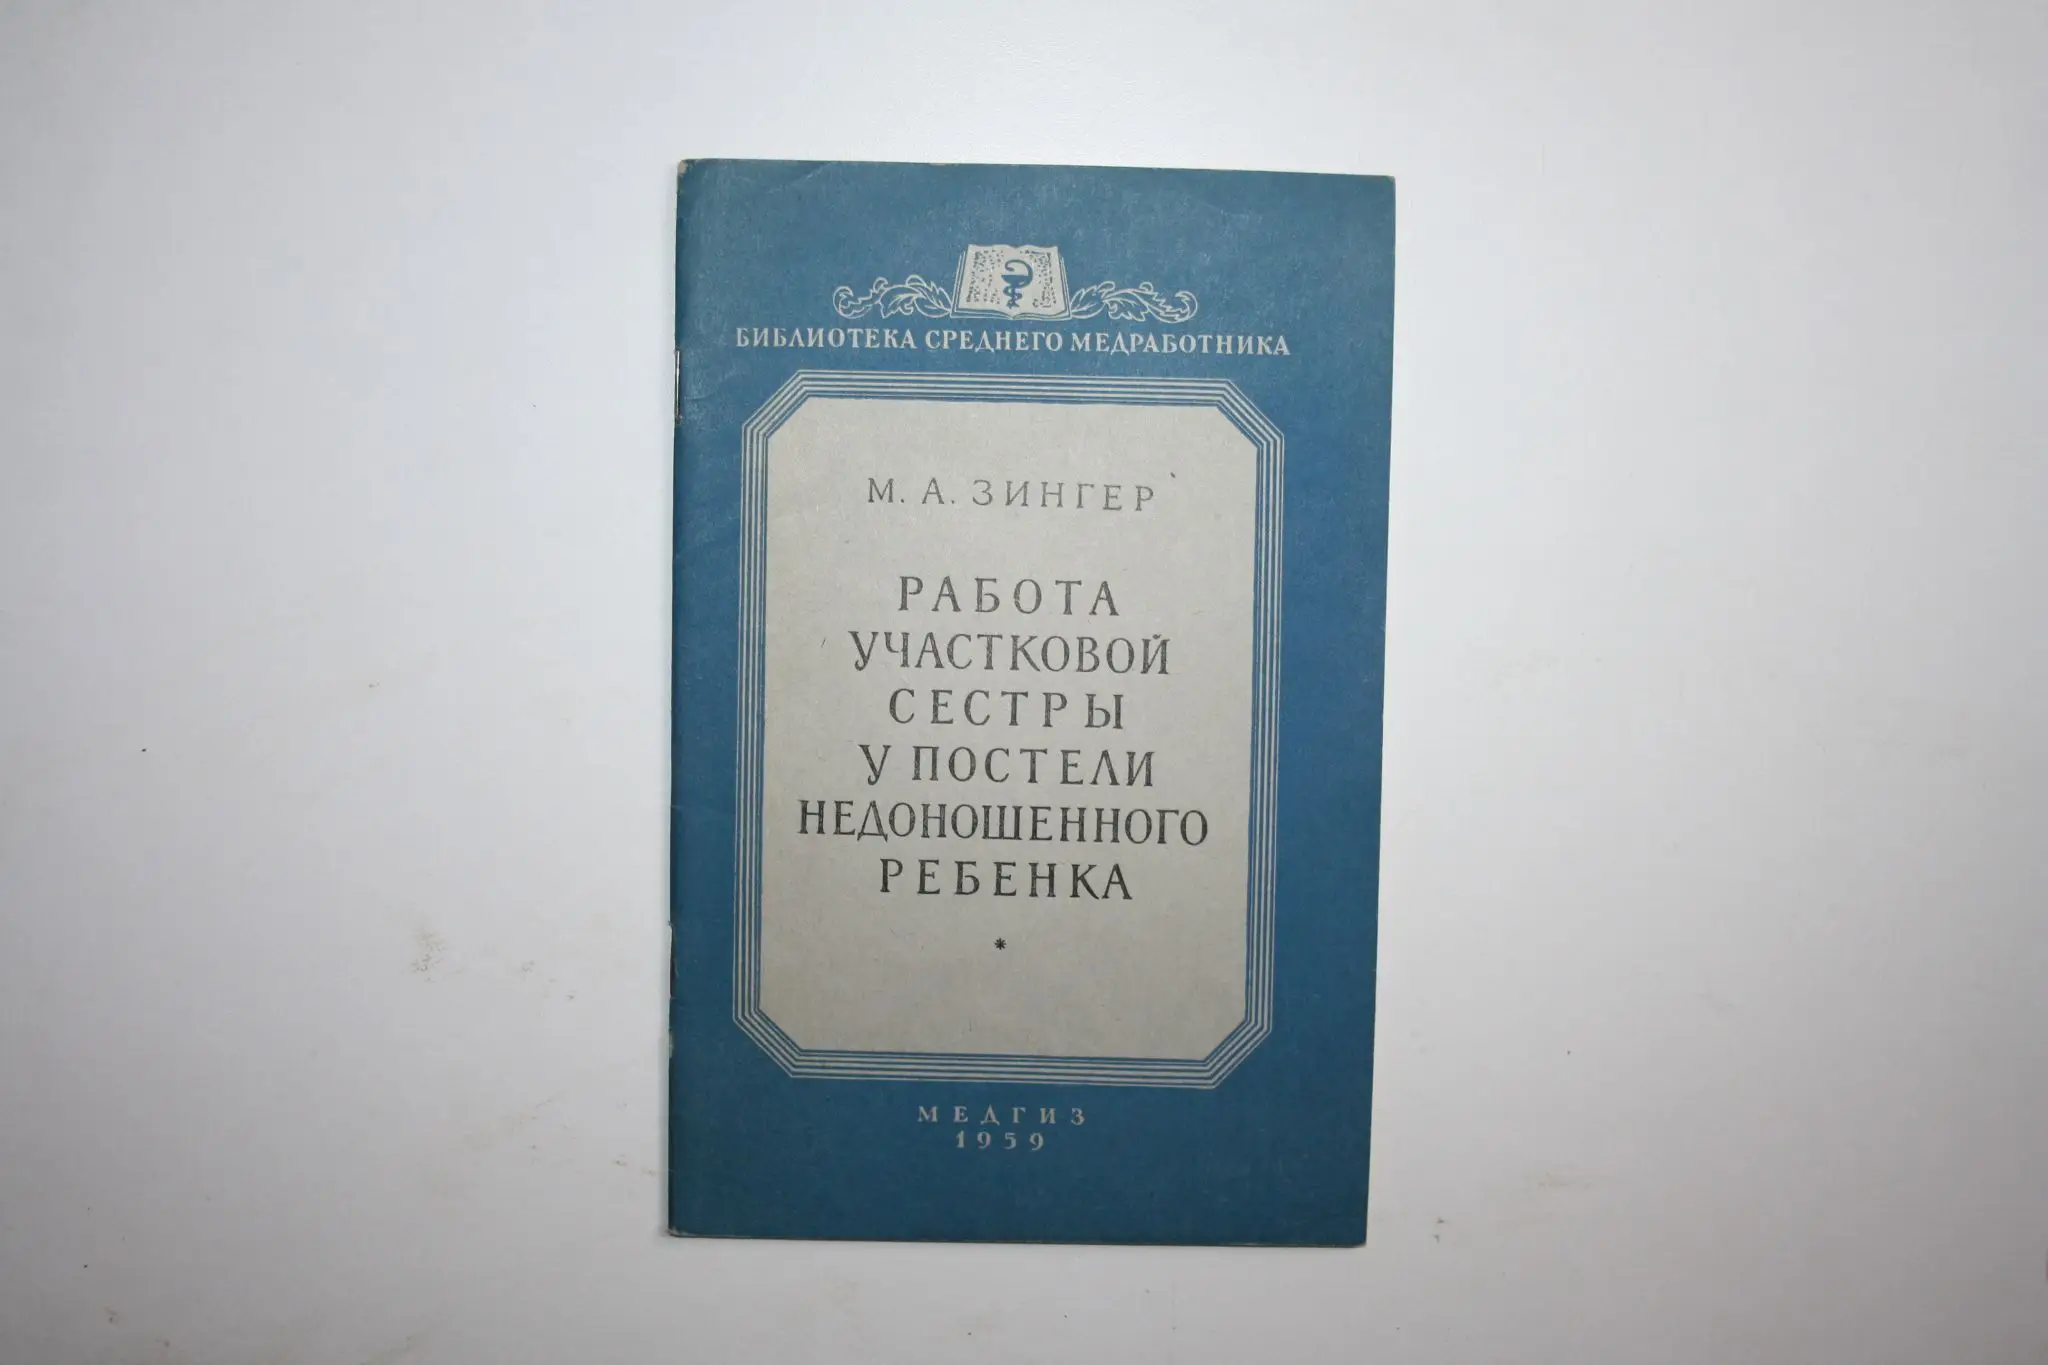 БИБЛИОТЕКА СРЕДНЕГО МЕДРАБОТНИКА
М. А. ЗИНГЕР
РАБОТА
УЧАСТКОВОЙ
СЕСТРЫ
У ПОСТЕЛИ
НЕДОНОШЕННОГО
РЕБЕНКА
*
МЕДГИЗ
1959